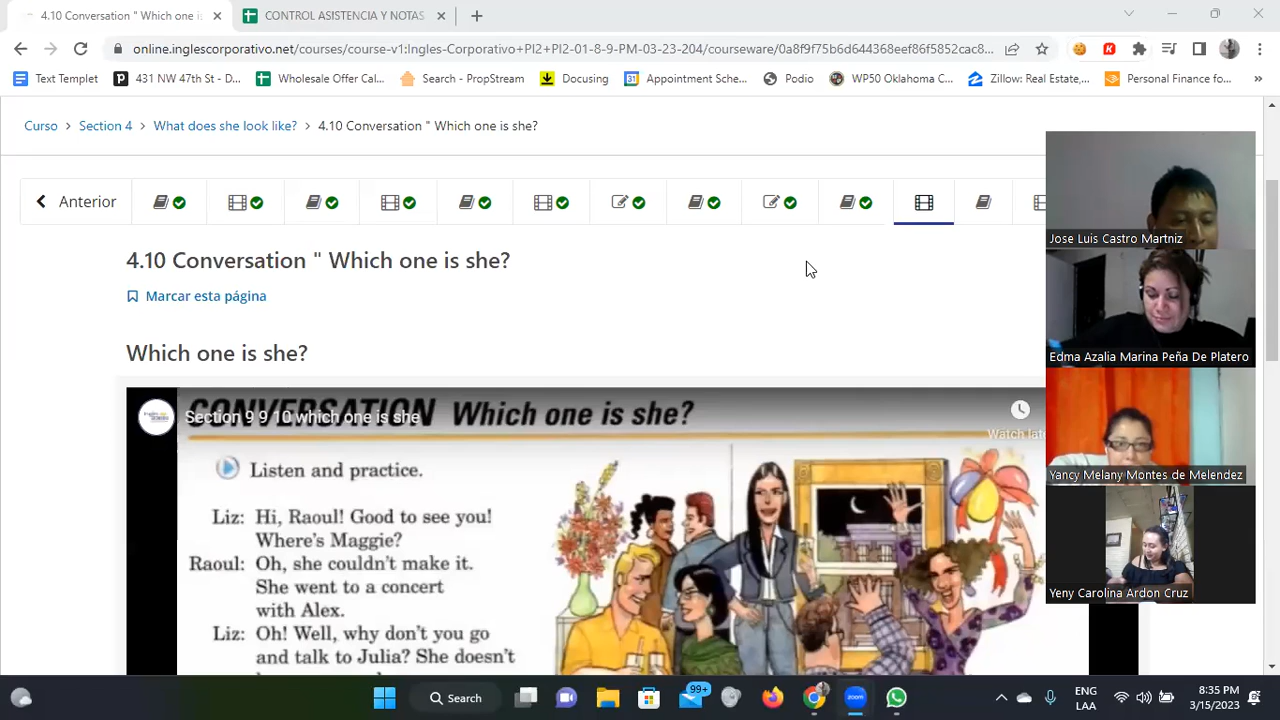 4.10 Conversation " Which one i
CONTROL ASISTENCIA Y NOTAS
online.inglescorporativo.net/courses/course-v1:Ingles-Corporativo+PI2+PI2-01-8-9-PM-03-23-204/courseware/0a8f9f75b6d644368eef86f5852cac8...
Text Templet
431 NW 47th St - D...
Wholesale Offer Cal...
Search - PropStream
Docusing
Appointment Sche...
Podio
WP50 Oklahoma C...
Zillow: Real Estate,...
Personal Finance fo...
»
Curso > Section 4 > What does she look like? > 4.10 Conversation " Which one is she?
Anterior
4.10 Conversation " Which one is she?
Marcar esta página
Which one is she?
CONVERSATION Which one is she?
Section 9 9 10 which one is she
Watch late
Listen and practice.
Liz: Hi, Raoul! Good to see you!
Where's Maggie?
Raoul: Oh, she couldn't make it.
She went to a concert
with Alex.
Liz: Oh! Well, why don't you go
and talk to Julia? She doesn't
Jose Luis Castro Martniz
Edma Azalia Marina Peña De Platero
Yancy Melany Montes de Melendez
Yeny Carolina Ardon Cruz
Search
99+
ENG
LAA
8:35 PM
3/15/2023